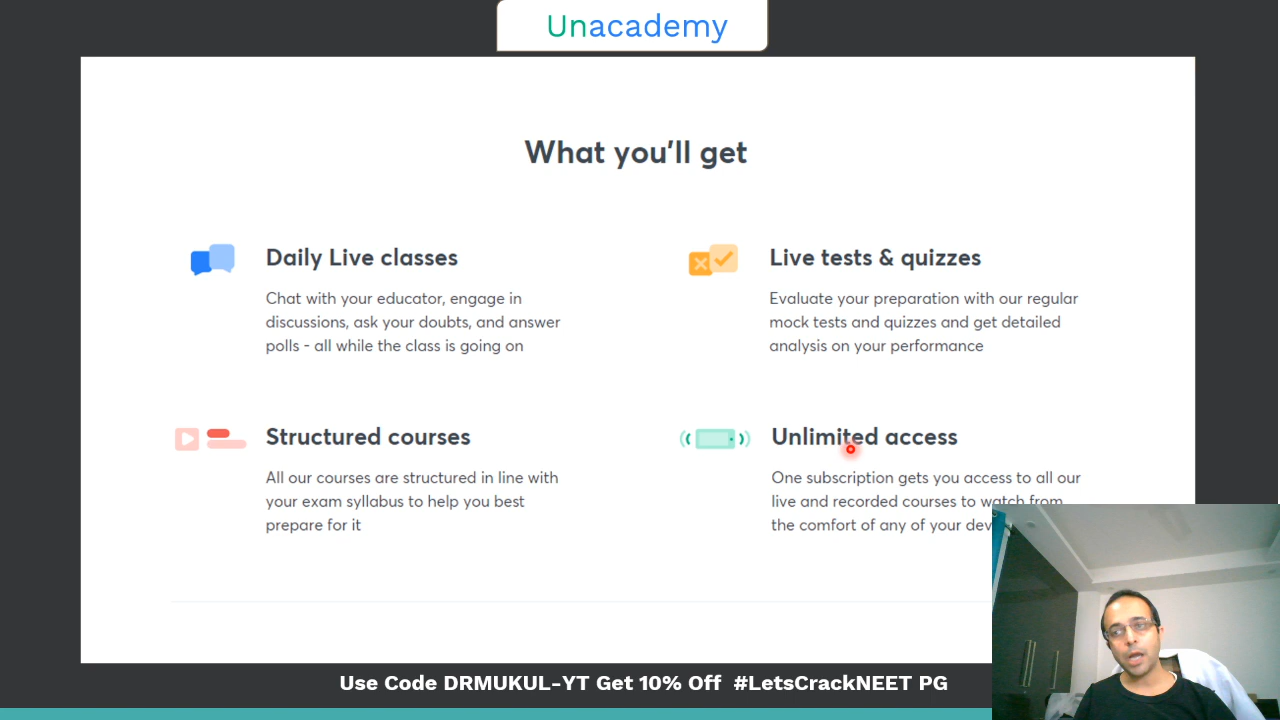 Unacademy
What you'll get
Daily Live classes
Chat with your educator, engage in
discussions, ask your doubts, and answer
polls - all while the class is going on
Live tests & quizzes
Evaluate your preparation with our regular
mock tests and quizzes and get detailed
analysis on your performance
Structured courses
All our courses are structured in line with
your exam syllabus to help you best
prepare for it
Unlimited access
One subscription gets you access to all our
live and recorded courses to watch from
the comfort of any of your dev
Use Code DRMUKUL-YT Get 10% Off #LetsCrackNEET PG